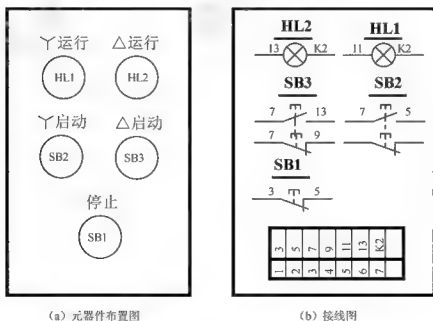 丫运行 △运行
HL1 HL2
丫启动 △启动
SB2 SB3
停止
SB1
(a) 元器件布置图
HL2 HL1
13 K2 11 K2
SB3 SB2
7 13 7 5
7 9
SB1
3 5
3 5 7 9 11 13 K2
1 2 3 4 5 6 7
(b) 接线图